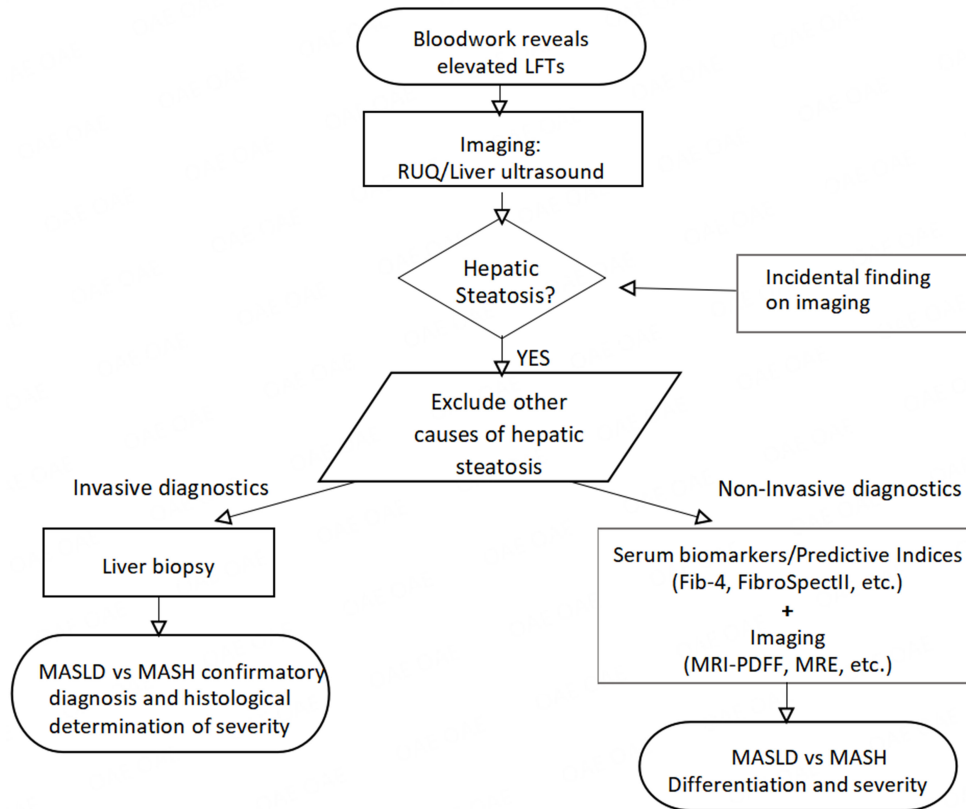 Bloodwork reveals
elevated LFTs
Imaging:
RUQ/Liver ultrasound
Hepatic
Steatosis?
Incidental finding
on imaging
YES
Exclude other
causes of hepatic
steatosis
Invasive diagnostics
Non-Invasive diagnostics
Liver biopsy
Serum biomarkers/Predictive Indices
(Fib-4, FibroSpectII, etc.)
+
Imaging
(MRI-PDFF, MRE, etc.)
MASLD vs MASH confirmatory
diagnosis and histological
determination of severity
MASLD vs MASH
Differentiation and severity